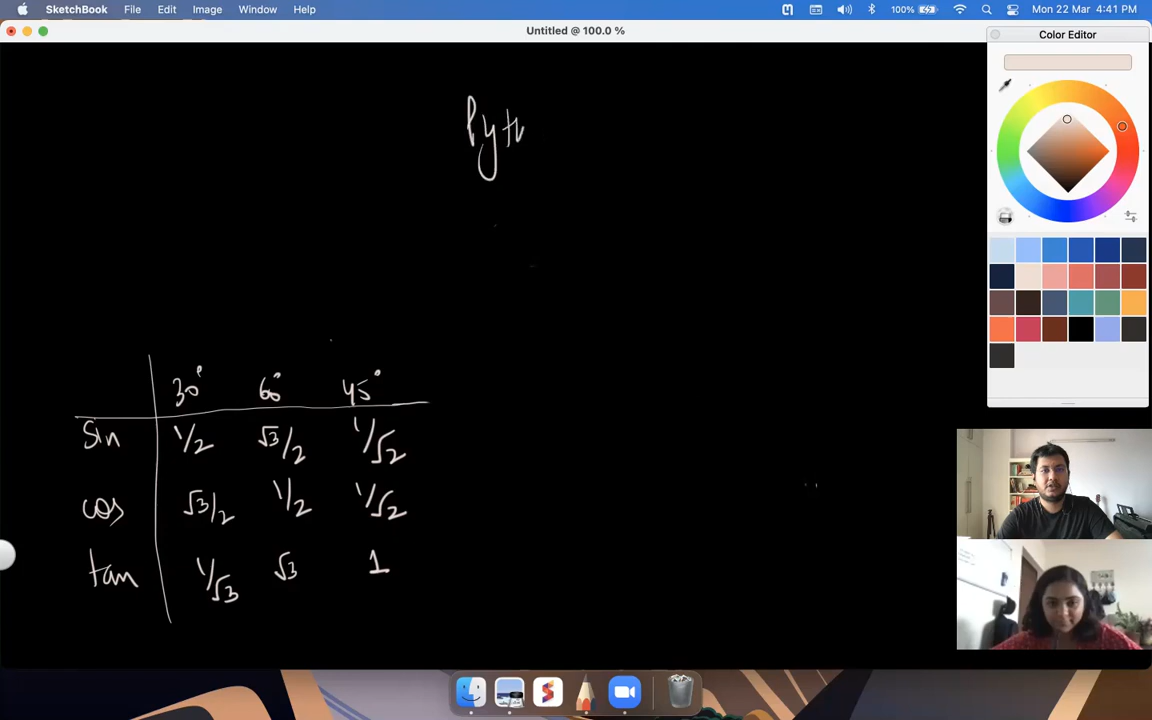 SketchBook File Edit Image Window Help 100% Mon 22 Mar 4:41 PM
Untitled @ 100.0 %
Color Editor
Pyth
30° 60° 45°
Sin 1/2 √3/2 1/√2
cos √3/2 1/2 1/√2
tan 1/√3 √3 1